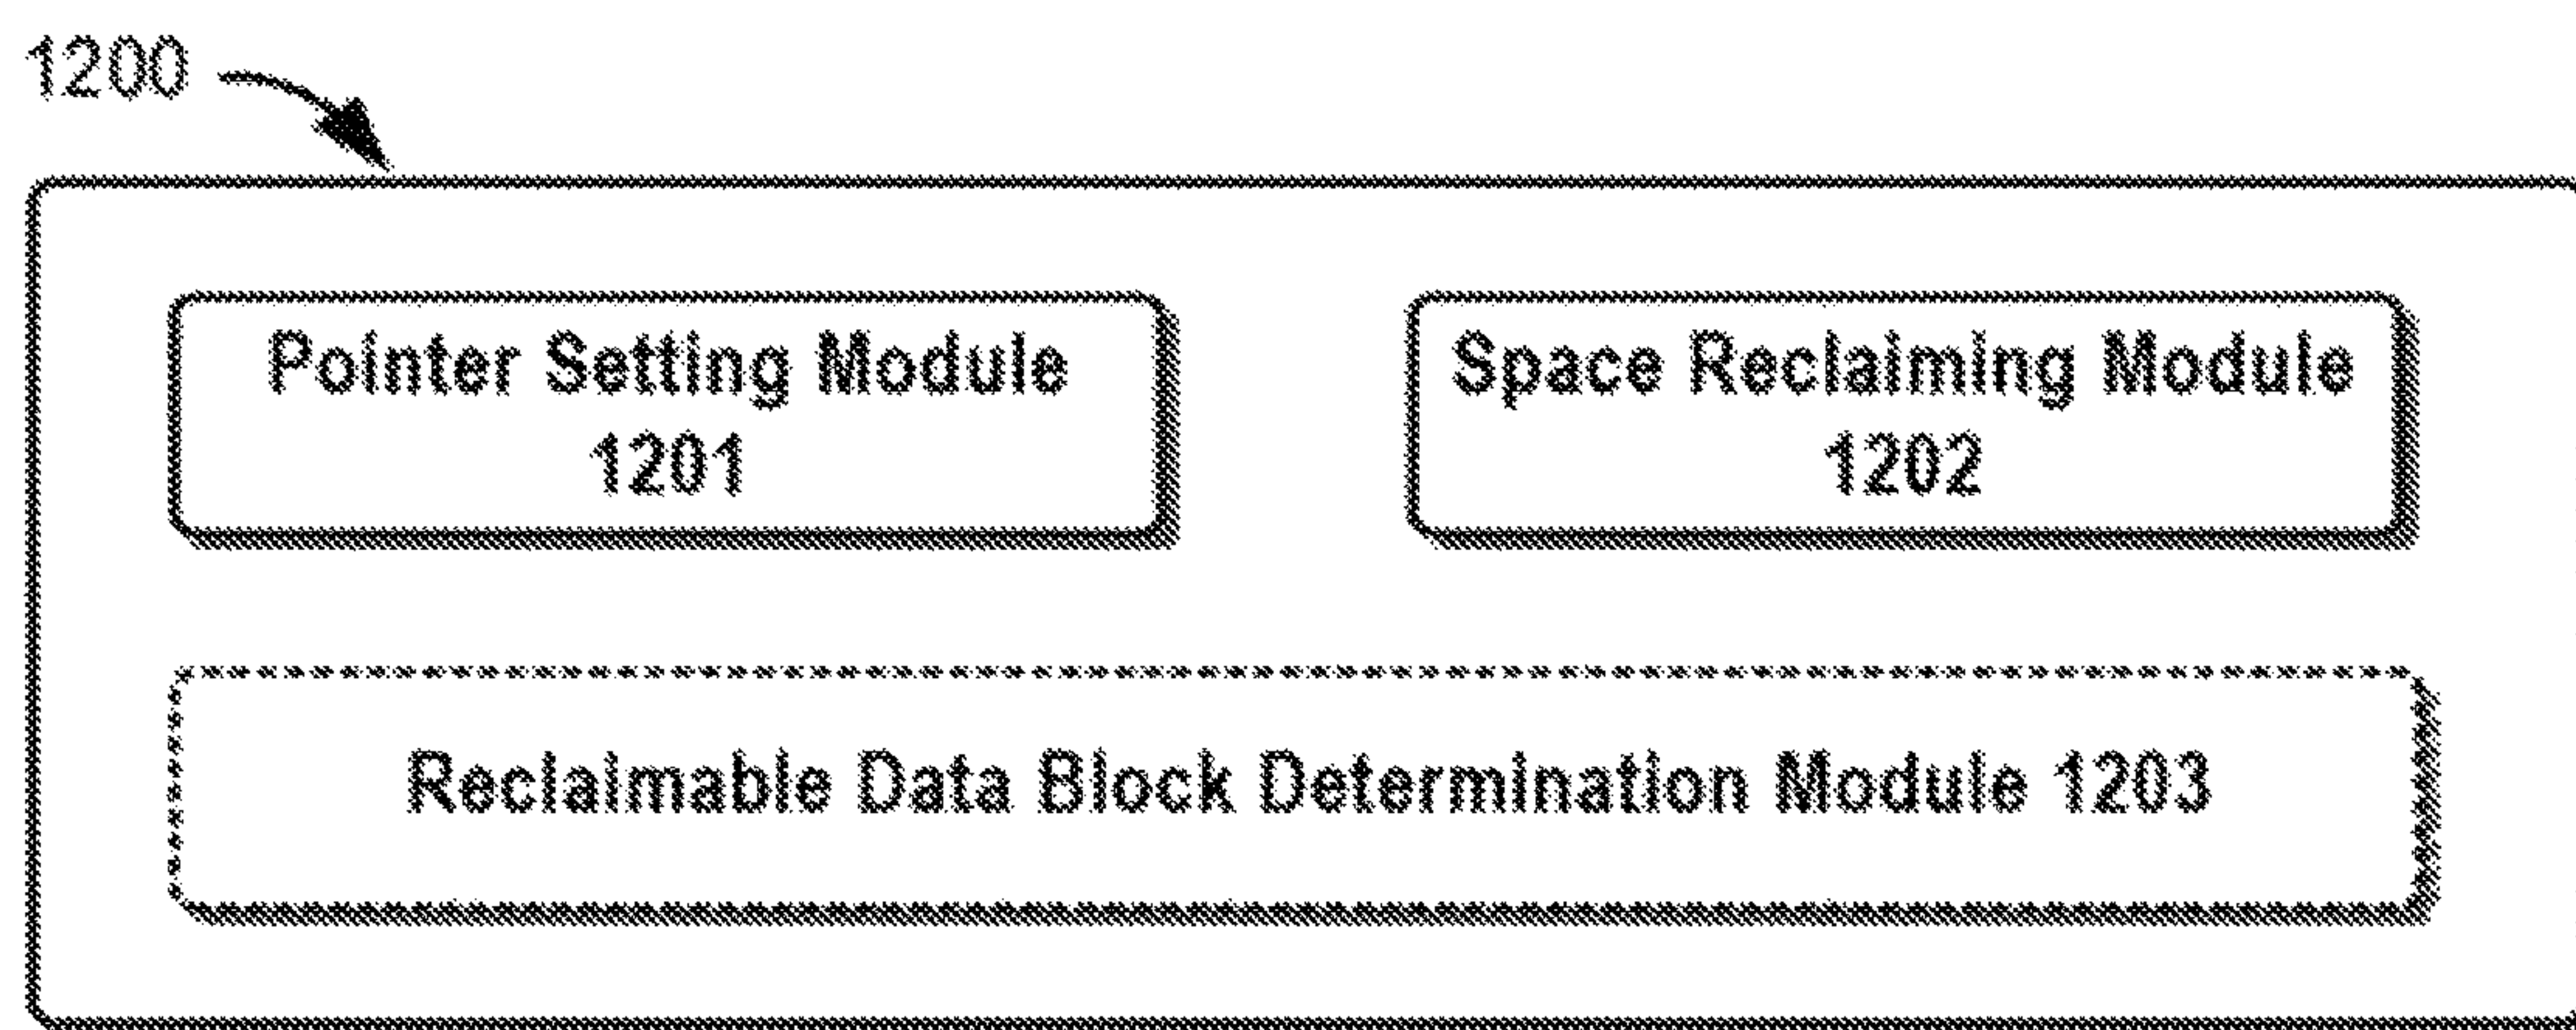 1200
Pointer Setting Module
1201
Space Reclaiming Module
1202
Reclaimable Data Block Determination Module 1203